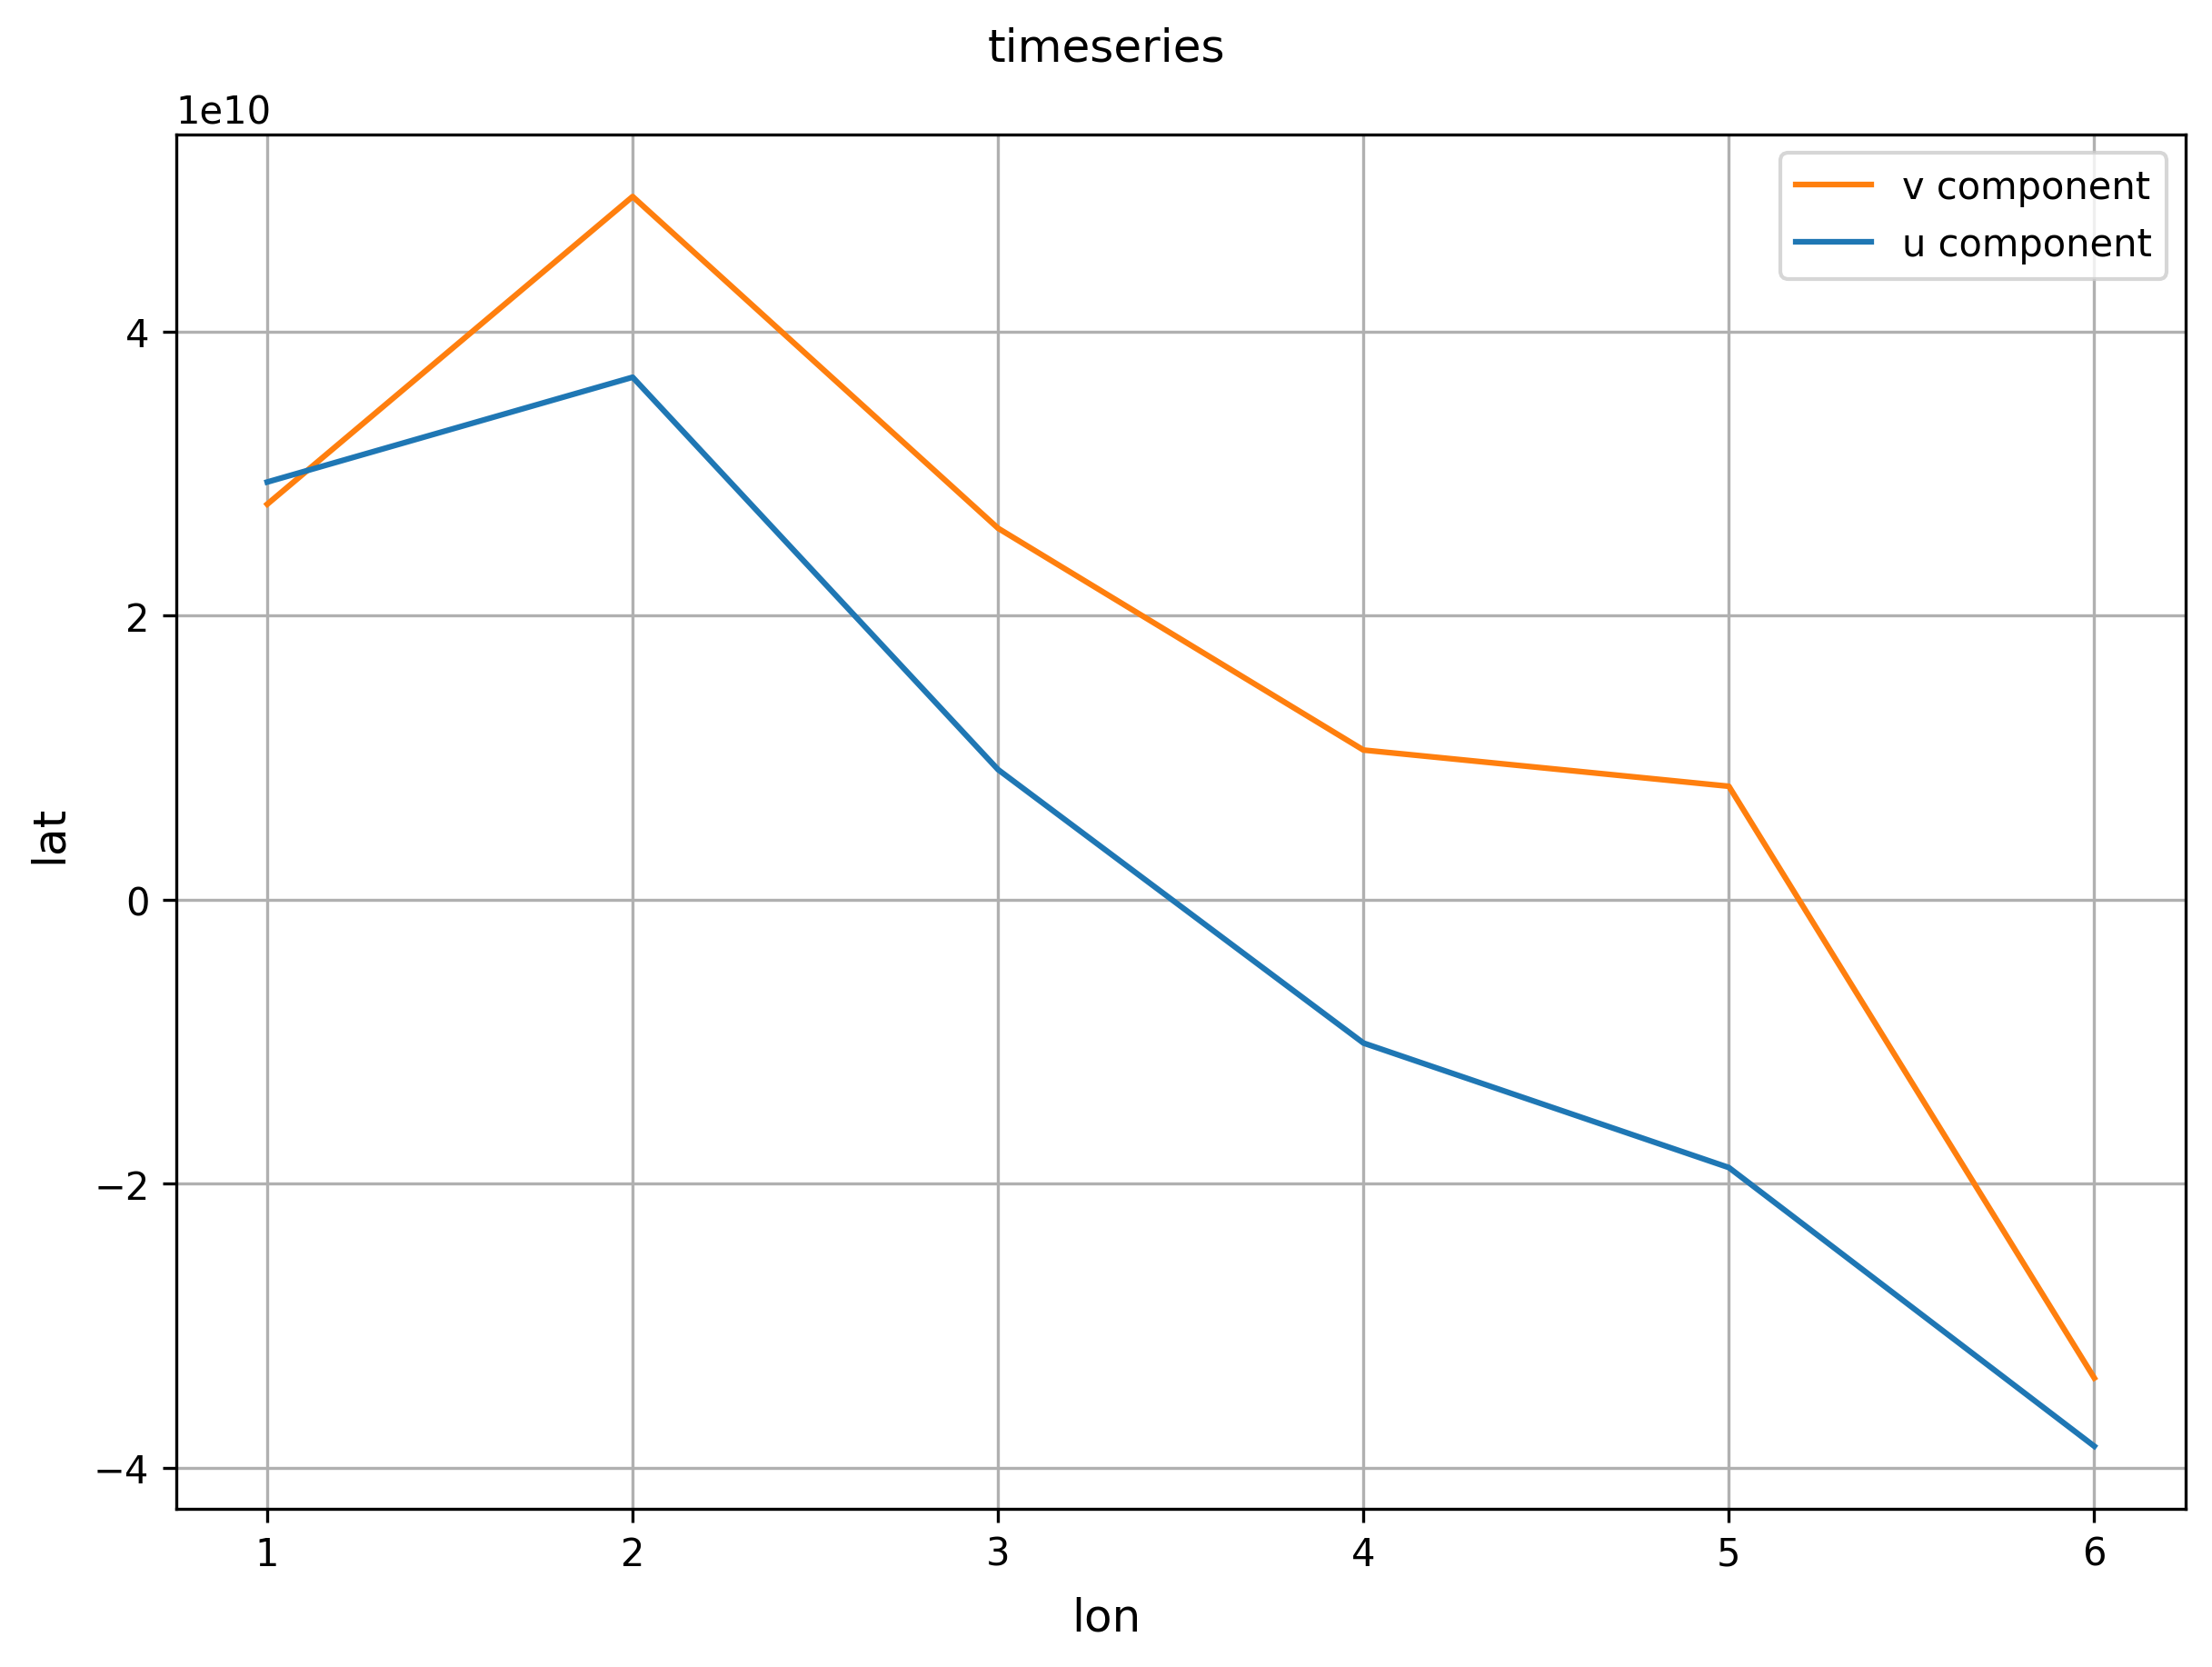 timeseries
1e10
v component
u component
4
2
0
−2
−4
lat
1 2 3 4 5 6
lon